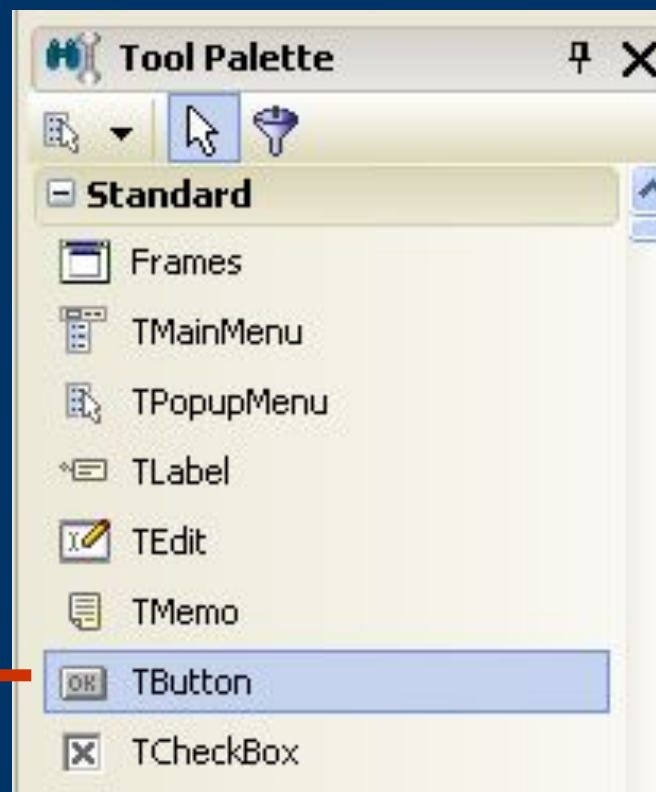 Tool Palette
Standard
Frames
TMainMenu
TPopupMenu
TLabel
TEdit
TMemo
OK TButton
TCheckBox